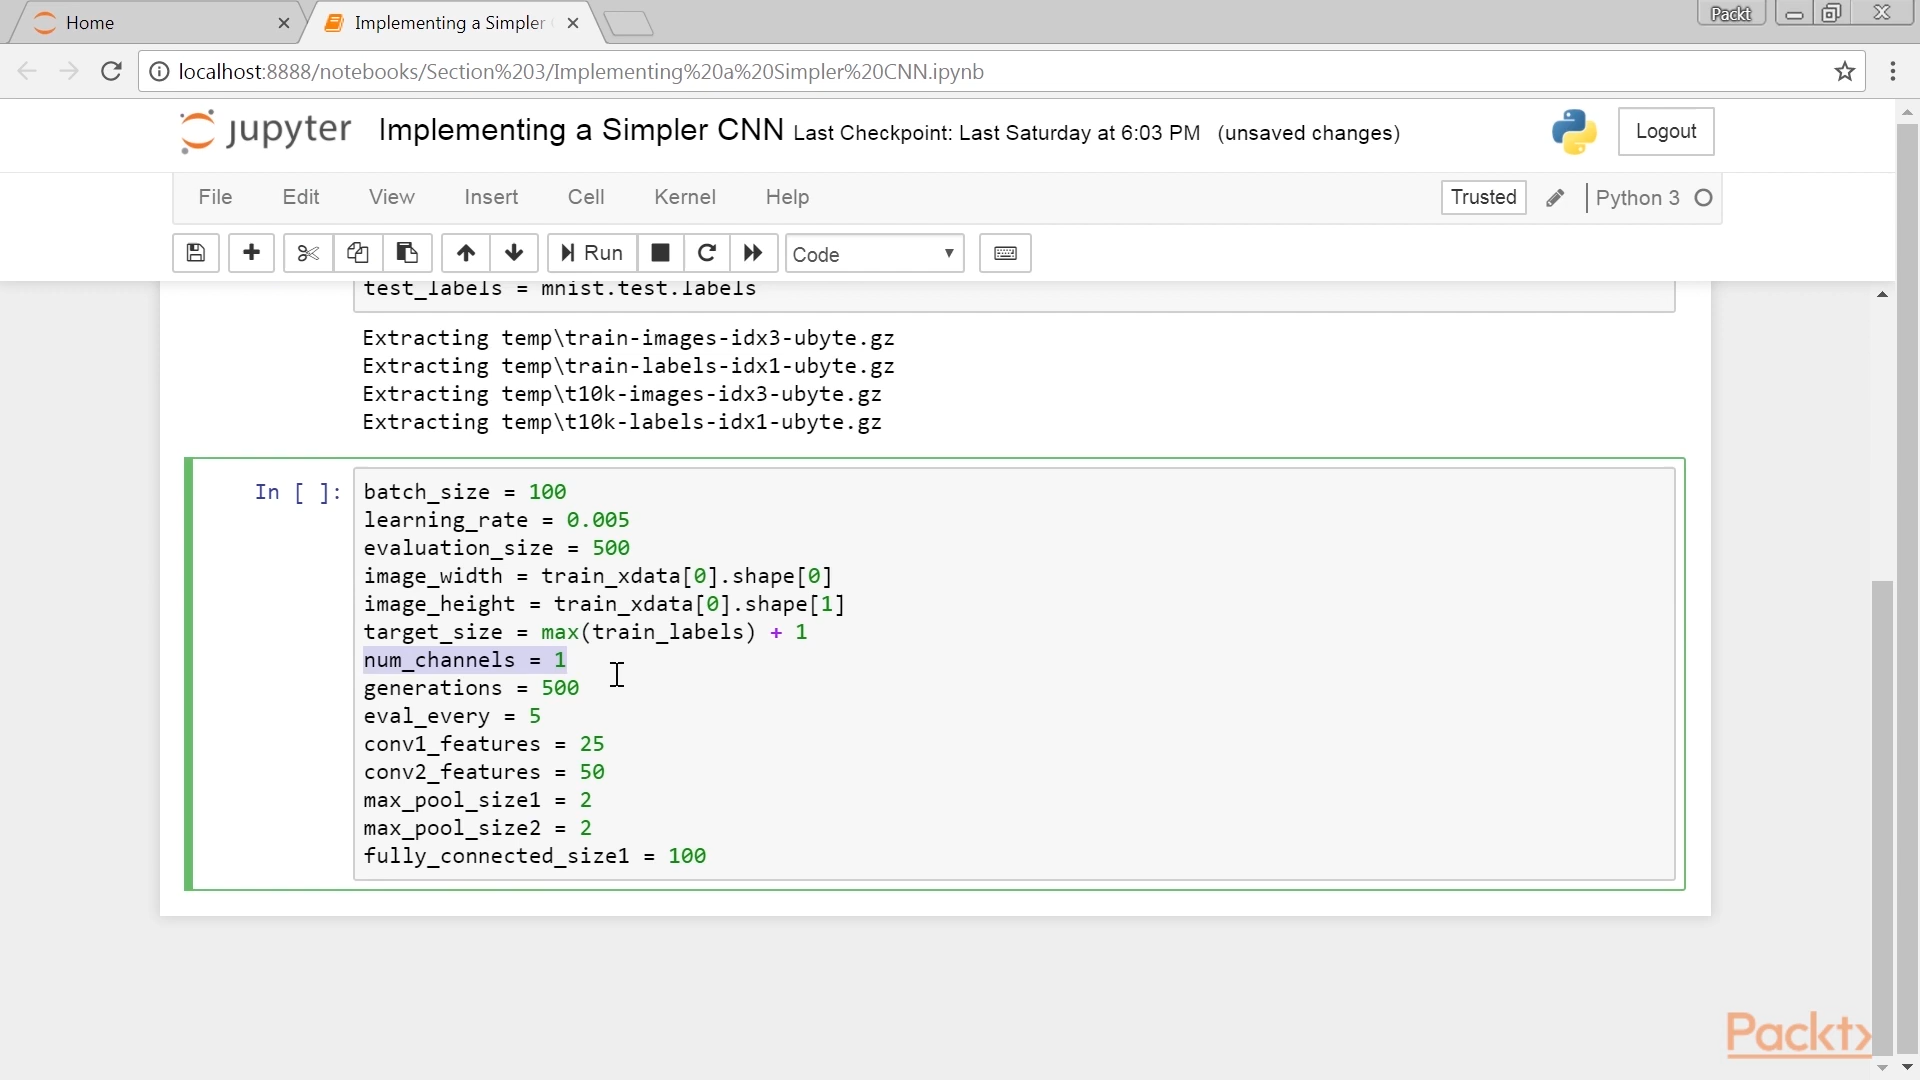 Home
Implementing a Simpler
Packt
localhost:8888/notebooks/Section%203/Implementing%20a%20Simpler%20CNN.ipynb
jupyter Implementing a Simpler CNN Last Checkpoint: Last Saturday at 6:03 PM (unsaved changes)
Logout
File Edit View Insert Cell Kernel Help
Trusted Python 3
Run Code
test_labels = mnist.test.labels
Extracting temp\train-images-idx3-ubyte.gz
Extracting temp\train-labels-idx1-ubyte.gz
Extracting temp\t10k-images-idx3-ubyte.gz
Extracting temp\t10k-labels-idx1-ubyte.gz
In [ ]: batch_size = 100
learning_rate = 0.005
evaluation_size = 500
image_width = train_xdata[0].shape[0]
image_height = train_xdata[0].shape[1]
target_size = max(train_labels) + 1
num_channels = 1
generations = 500
eval_every = 5
conv1_features = 25
conv2_features = 50
max_pool_size1 = 2
max_pool_size2 = 2
fully_connected_size1 = 100
Packt